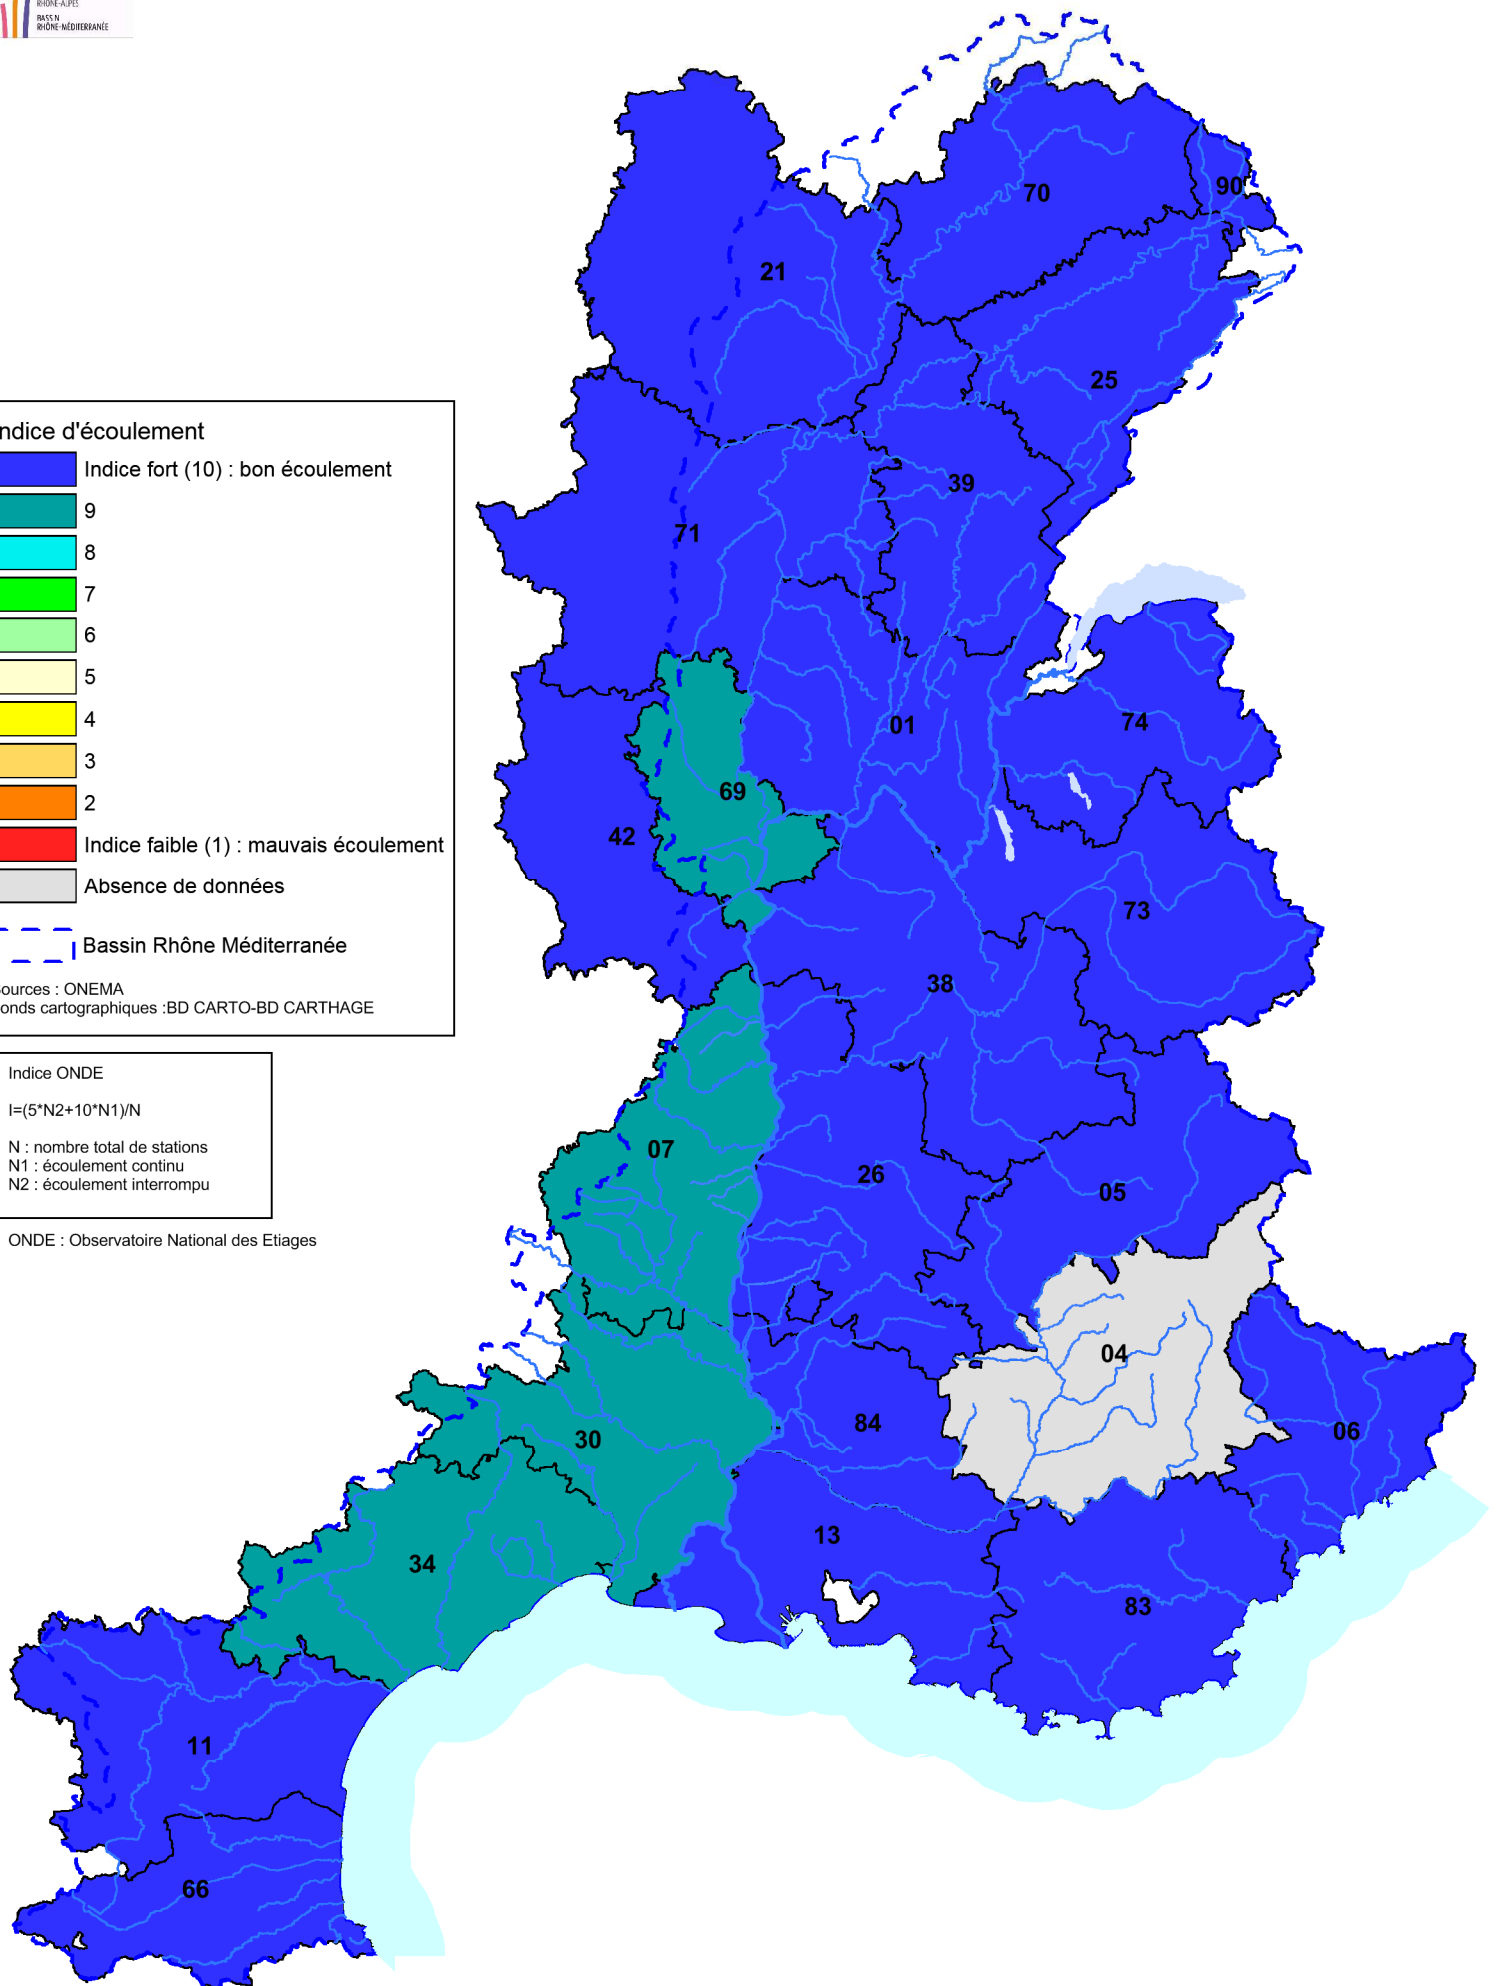 RHÔNE-ALPES
BASSIN
RHÔNE-MÉDITERRANÉE
70
90
21
25
ndice d'écoulement
Indice fort (10) : bon écoulement
9
8
7
6
5
4
3
2
Indice faible (1) : mauvais écoulement
Absence de données
Bassin Rhône Méditerranée
ources : ONEMA
onds cartographiques :BD CARTO-BD CARTHAGE
39
71
01
74
69
42
73
38
Indice ONDE
I=(5*N2+10*N1)/N
N : nombre total de stations
N1 : écoulement continu
N2 : écoulement interrompu
ONDE : Observatoire National des Etiages
07
26
05
04
84
06
30
13
34
83
11
66